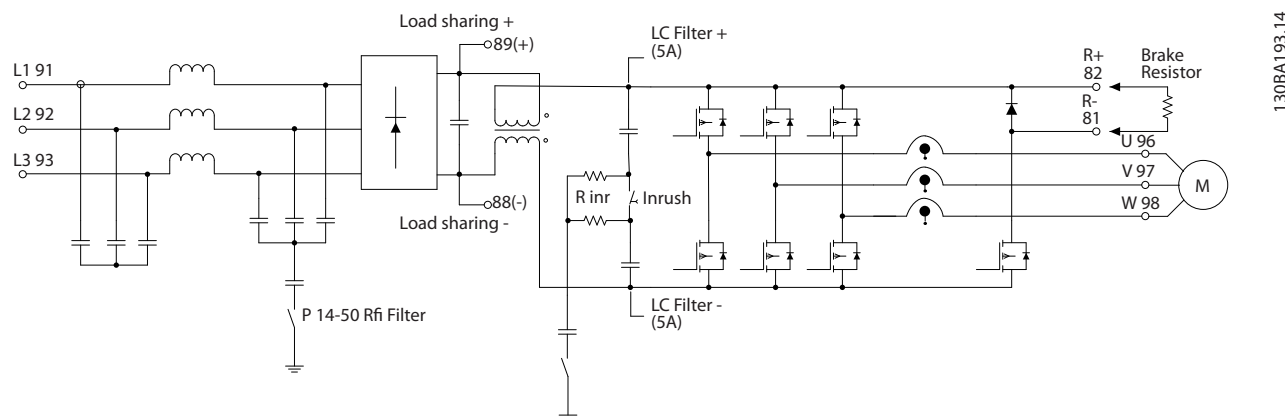 Load sharing +
89(+)
LC Filter +
(5A)
L1 91
L2 92
L3 93
R+
82
Brake
Resistor
R-
81
130BA193.14
U 96
V 97
W 98
M
R inr
Inrush
88(-)
Load sharing -
P 14-50 Rfi Filter
LC Filter -
(5A)